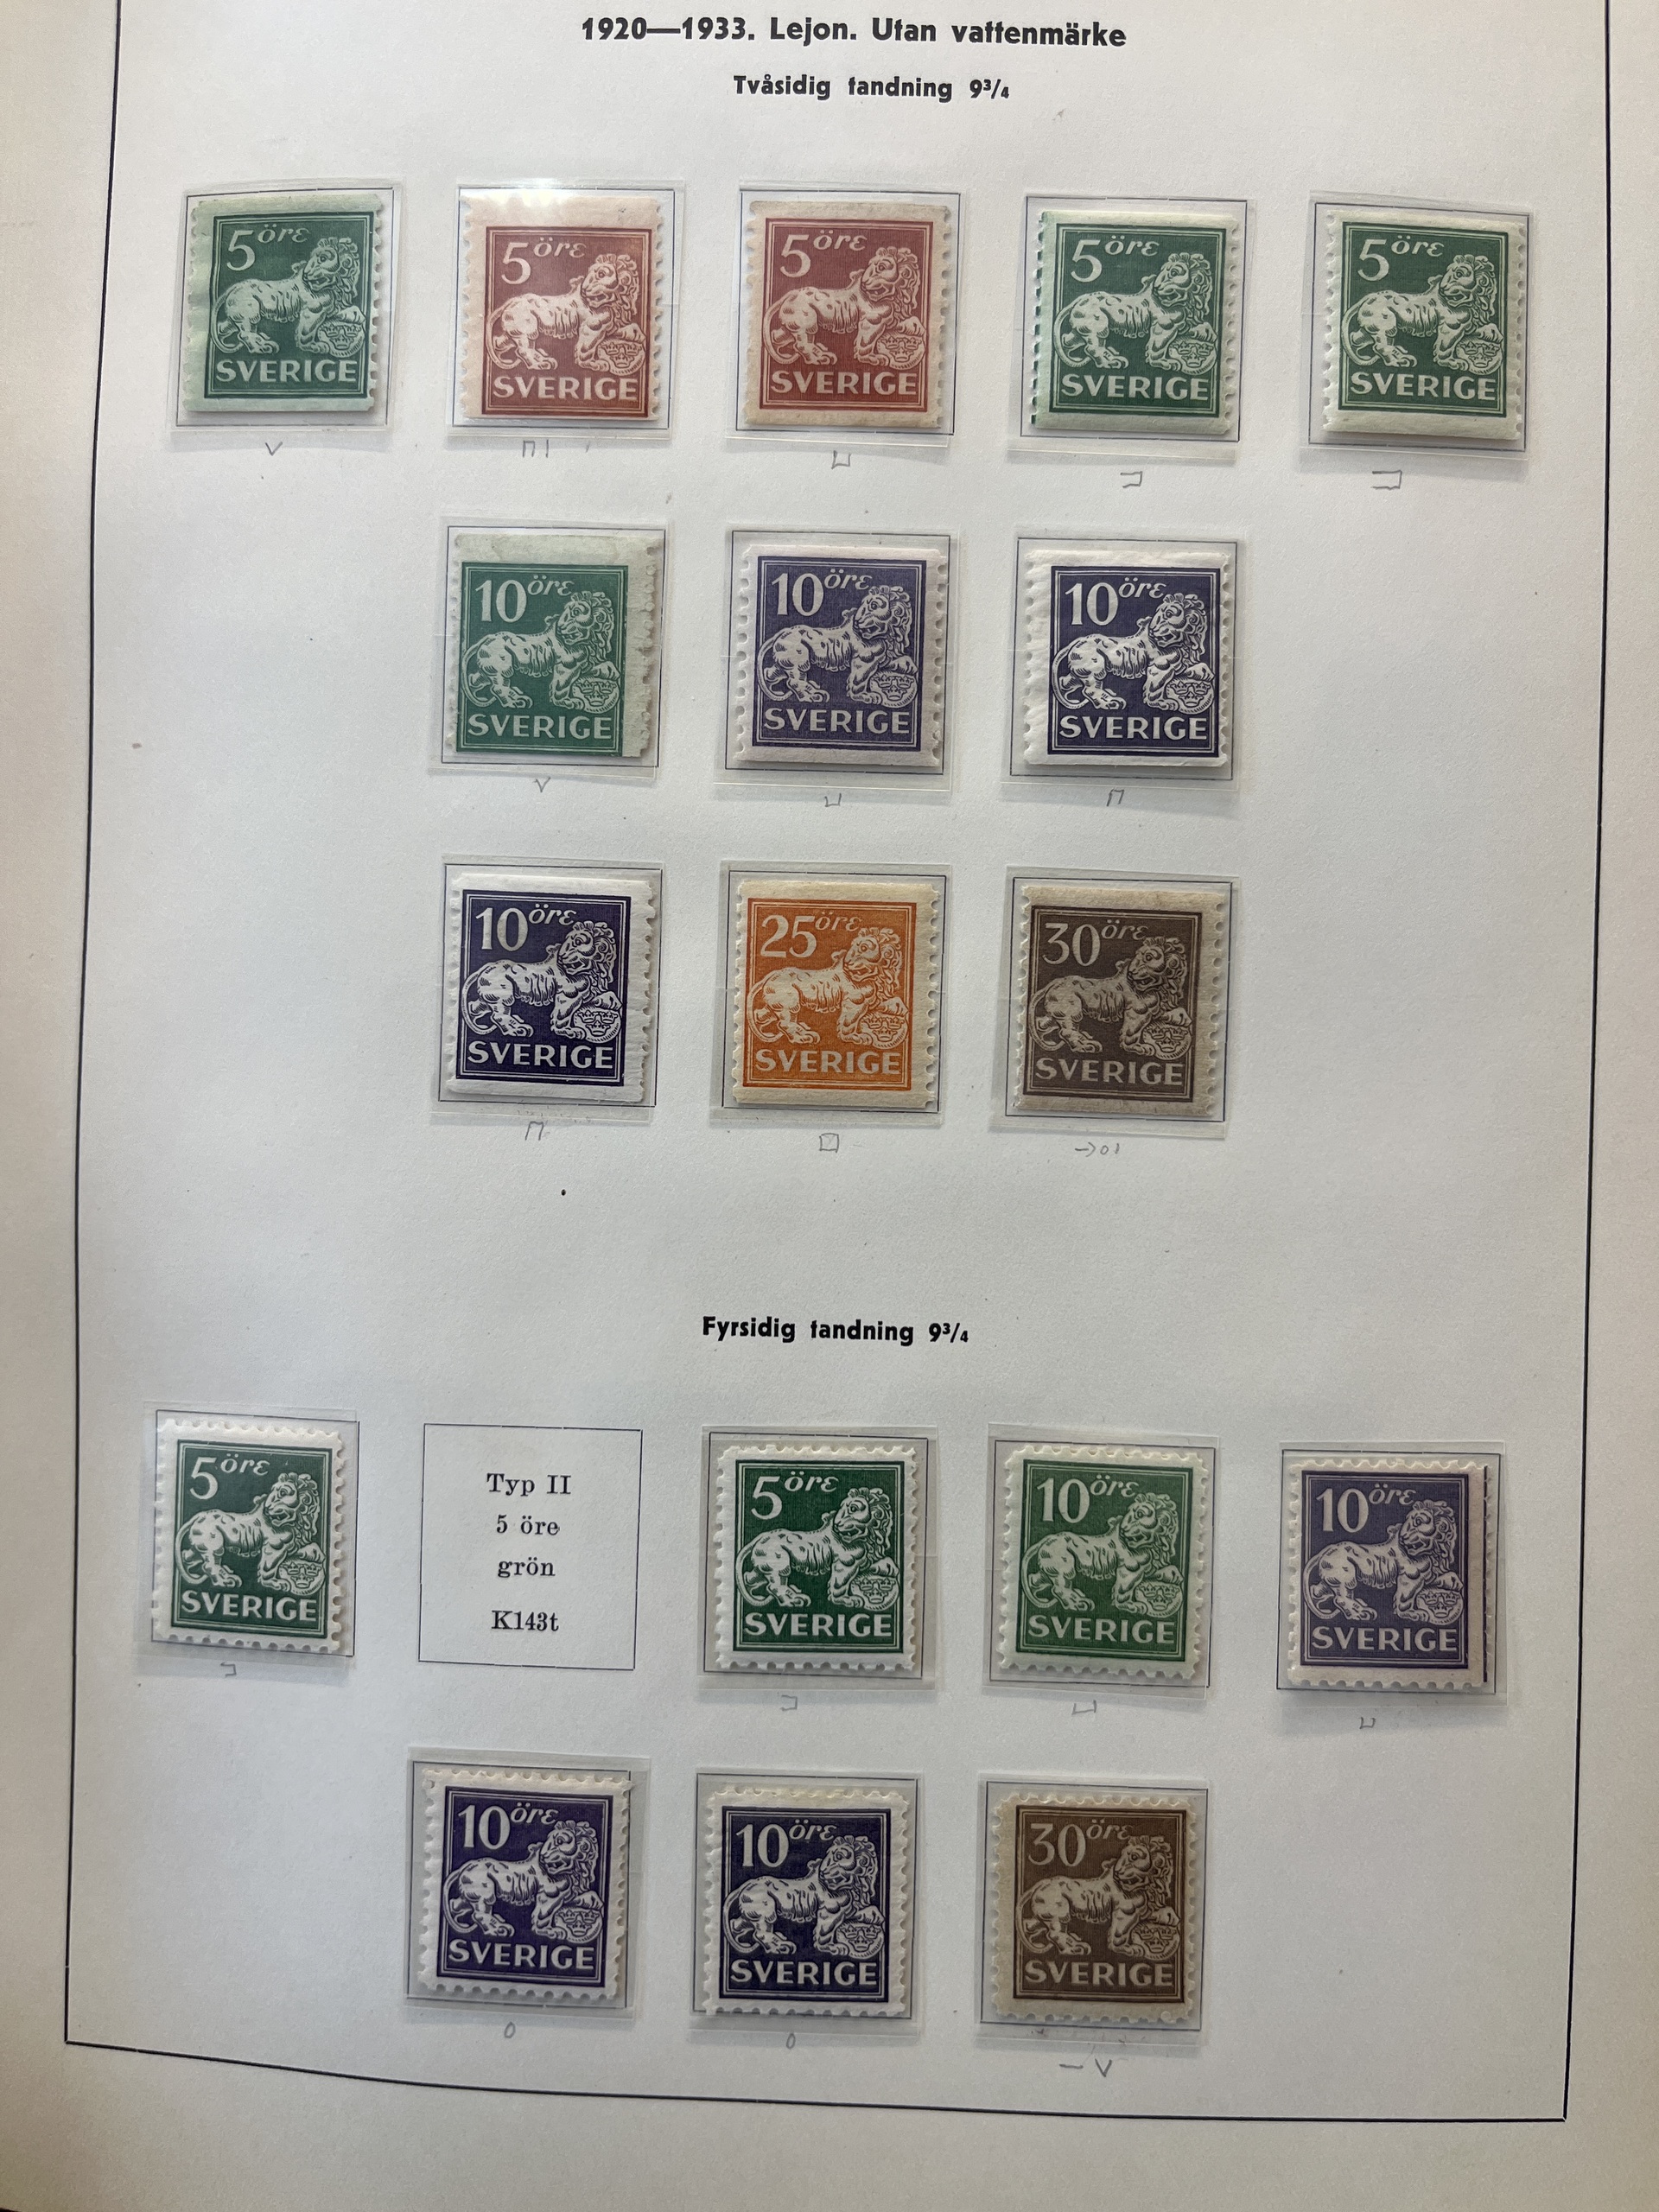 1920—1933. Lejon. Utan vattenmärke
Tvåsidig tandning 9³/₄
5 öre
SVERIGE
5 öre
SVERIGE
5 öre
SVERIGE
5 öre
SVERIGE
5 öre
SVERIGE
10 öre
SVERIGE
10 öre
SVERIGE
10 öre
SVERIGE
10 öre
SVERIGE
25 öre
SVERIGE
30 öre
SVERIGE
Fyrsidig tandning 9³/₄
5 öre
SVERIGE
Typ II
5 öre
grön
K143t
5 öre
SVERIGE
10 öre
SVERIGE
10 öre
SVERIGE
10 öre
SVERIGE
10 öre
SVERIGE
30 öre
SVERIGE